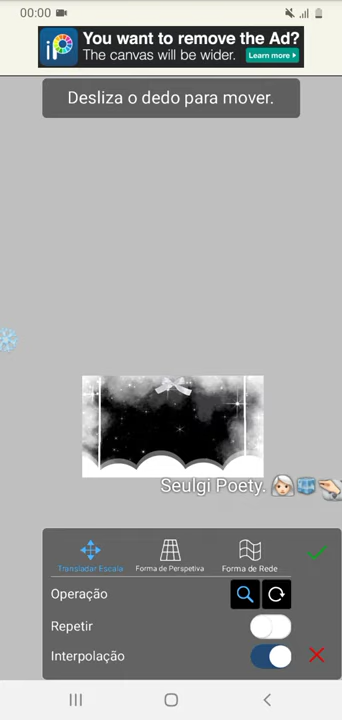 00:00
You want to remove the Ad?
The canvas will be wider.
Learn more
iP
Desliza o dedo para mover.
Seulgi Poety.
Transladar Escala
Forma de Perspetiva
Forma de Rede
Operação
Repetir
Interpolação